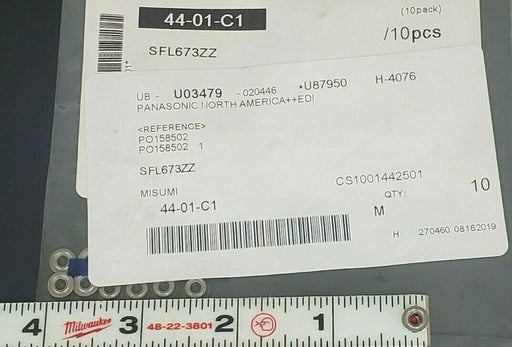 44-01-C1
(10pack)
/10pcs
SFL673ZZ
UB - U03479 - 020446 *U87950 H-4076
PANASONIC NORTH AMERICA++EDI
<REFERENCE>
PO158502
PO158502 1
SFL673ZZ
CS1001442501
MISUMI
QTY: 10
44-01-C1
M
H 270460 08162019
4 Milwaukee 3 48-22-3801 2 1